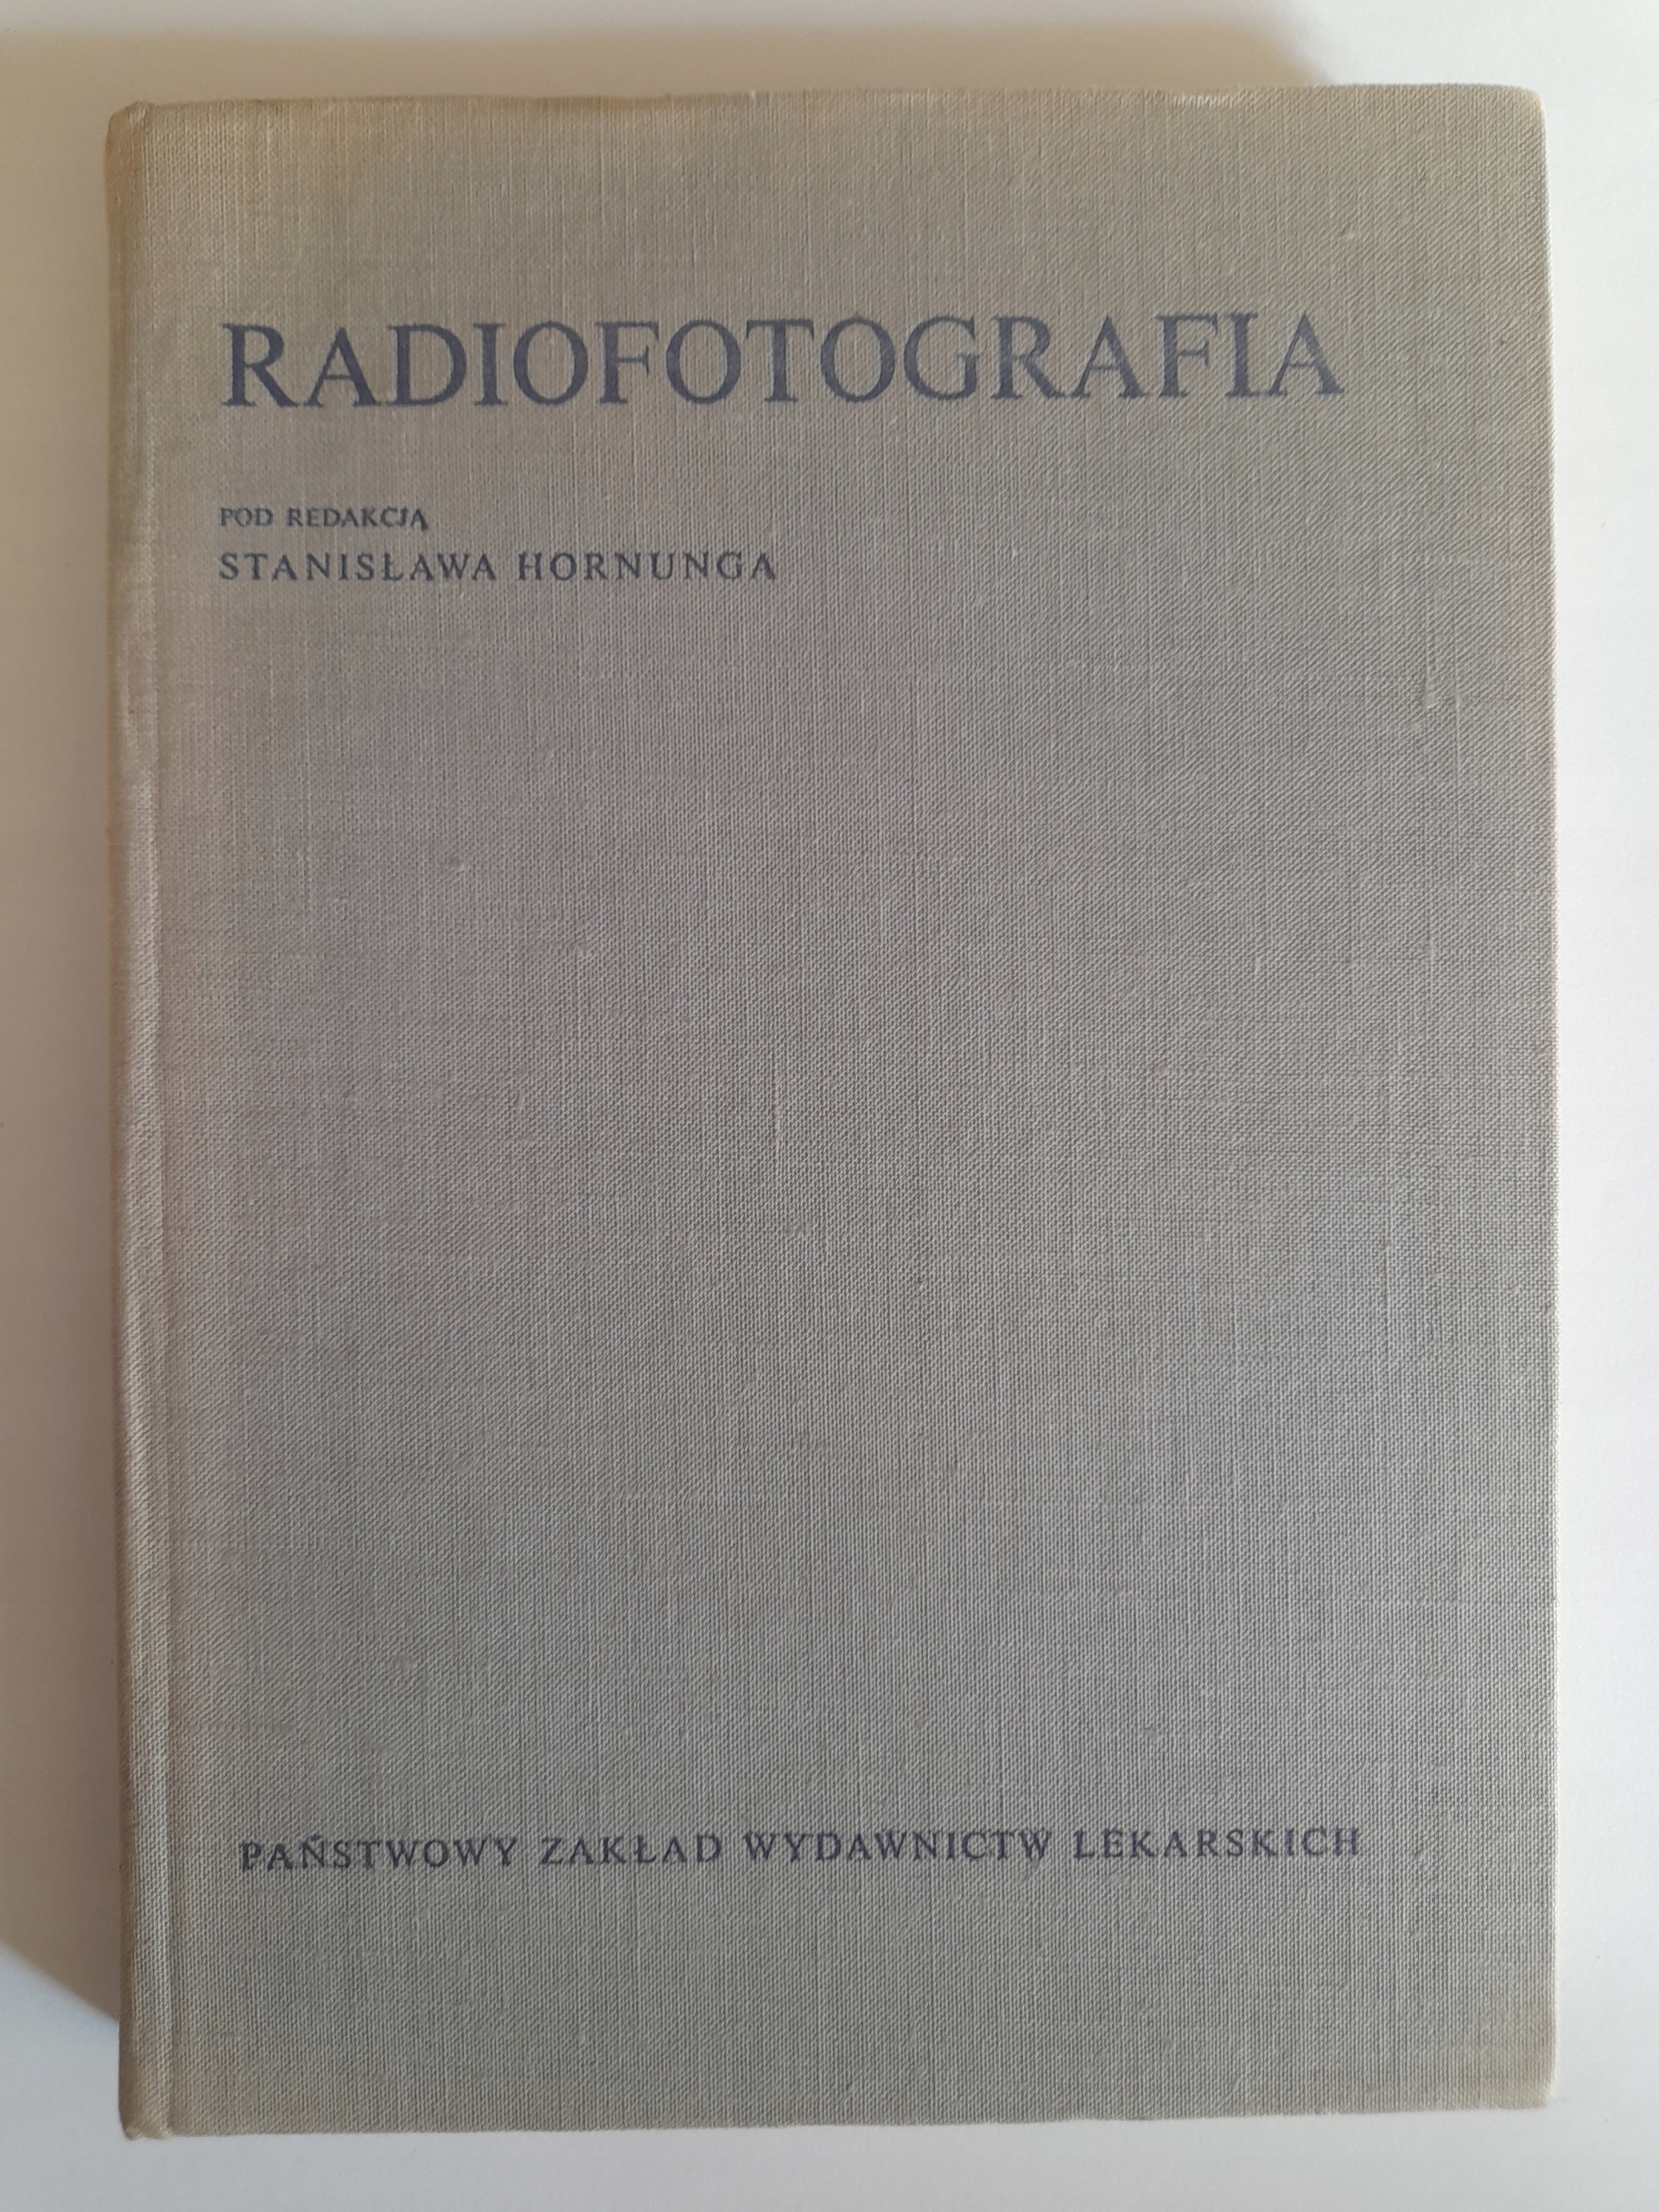 RADIOFOTOGRAFIA
POD REDAKCJĄ
STANISŁAWA HORNUNGA
PAŃSTWOWY ZAKŁAD WYDAWNICTW LEKARSKICH